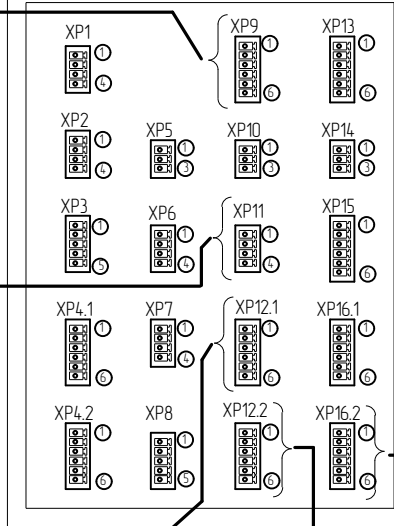 XP1 XP9 XP13
1 1 1
4 6 6
XP2 XP5 XP10 XP14
1 1 1 1
4 3 3 3
XP3 XP6 XP11 XP15
1 1 1 1
5 4 4 6
XP4.1 XP7 XP12.1 XP16.1
1 1 1 1
6 4 6 6
XP4.2 XP8 XP12.2 XP16.2
1 1 1 1
6 5 6 6